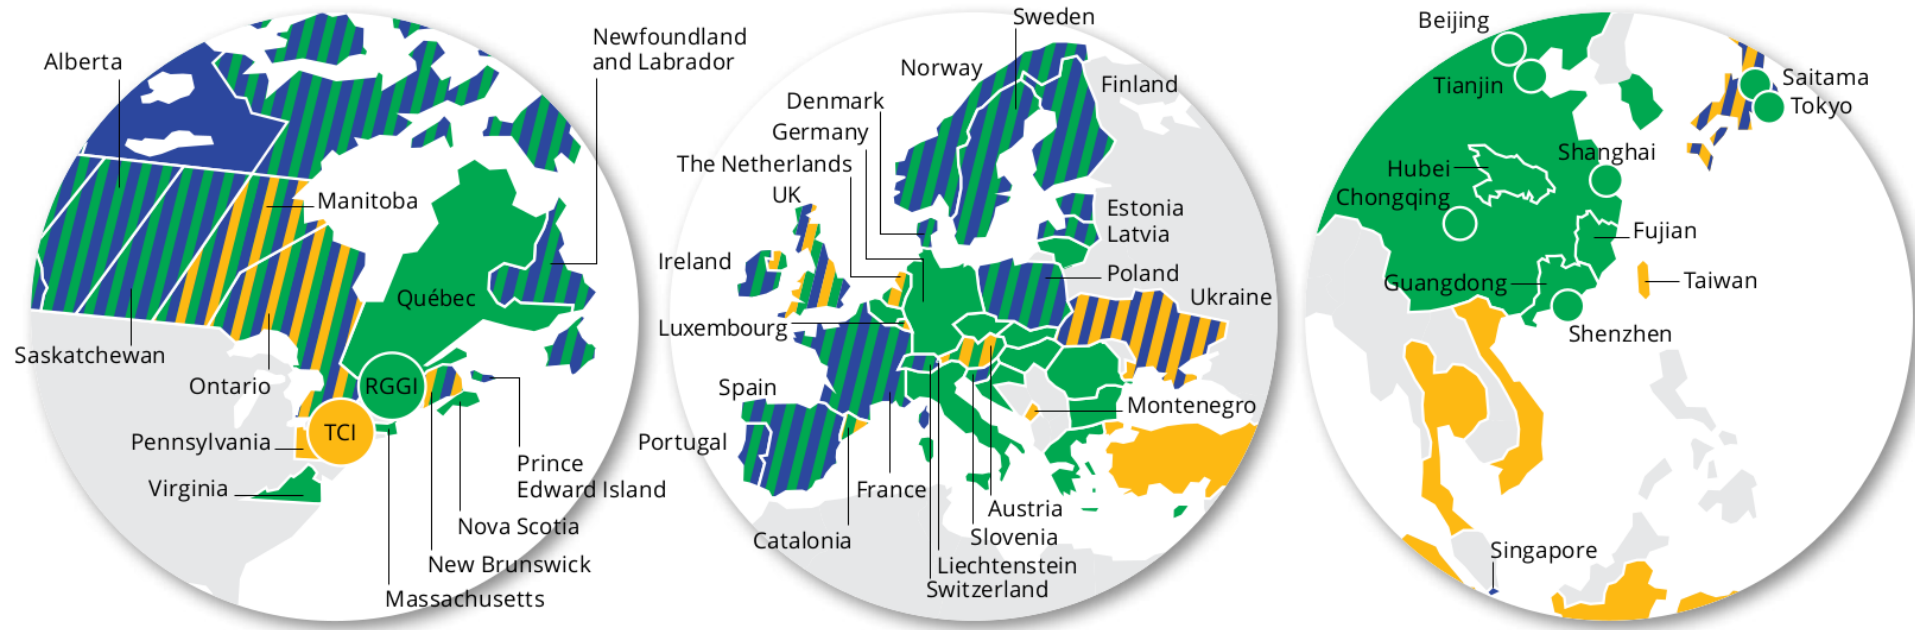 Alberta
Newfoundland
and Labrador
Manitoba
Québec
Saskatchewan
Ontario
RGGI
TCI
Pennsylvania
Virginia
Prince
Edward Island
Nova Scotia
New Brunswick
Massachusetts
Sweden
Norway
Finland
Denmark
Germany
The Netherlands
UK
Estonia
Latvia
Ireland
Poland
Ukraine
Luxembourg
Spain
Montenegro
Portugal
France
Austria
Catalonia
Slovenia
Liechtenstein
Switzerland
Beijing
Tianjin
Saitama
Tokyo
Shanghai
Hubei
Chongqing
Fujian
Guangdong
Taiwan
Shenzhen
Singapore